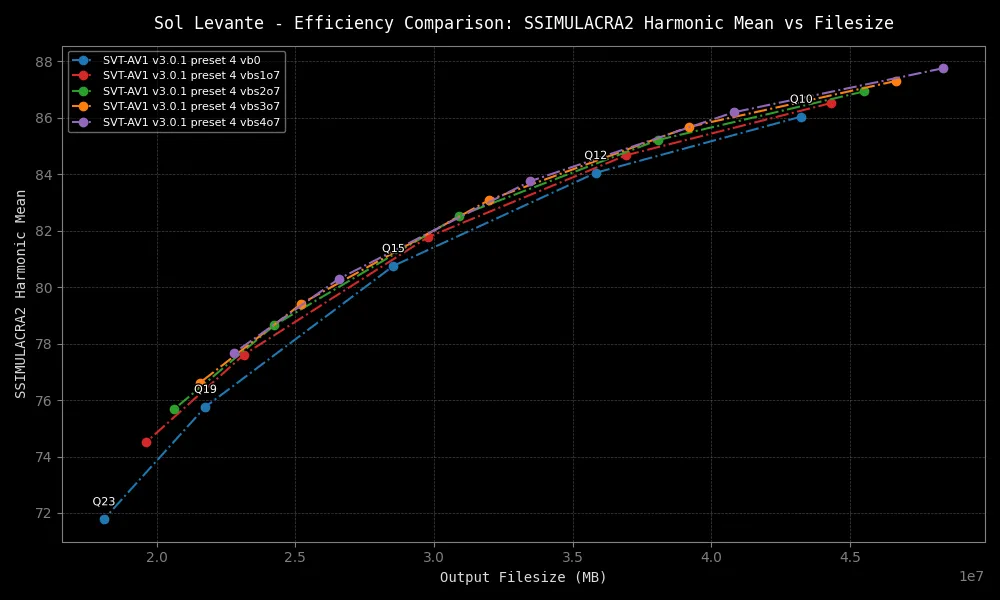 Sol Levante - Efficiency Comparison: SSIMULACRA2 Harmonic Mean vs Filesize
SVT-AV1 v3.0.1 preset 4 vb0
SVT-AV1 v3.0.1 preset 4 vbs1o7
SVT-AV1 v3.0.1 preset 4 vbs2o7
SVT-AV1 v3.0.1 preset 4 vbs3o7
SVT-AV1 v3.0.1 preset 4 vbs4o7
SSIMULACRA2 Harmonic Mean
88
86
84
82
80
78
76
74
72
Q10
Q12
Q15
Q19
Q23
2.0
2.5
3.0
3.5
4.0
4.5
1e7
Output Filesize (MB)